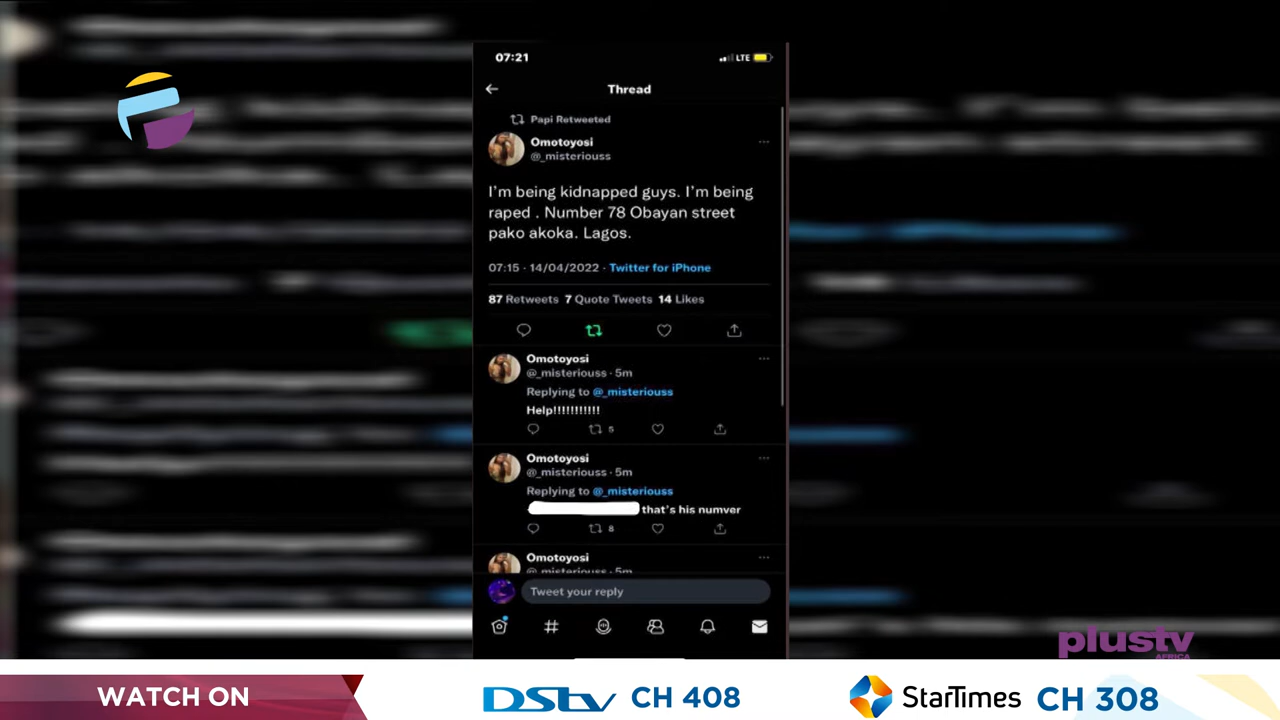 07:21
LTE
Thread
Papi Retweeted
Omotoyosi
@_misteriouss
I'm being kidnapped guys. I'm being
raped . Number 78 Obayan street
pako akoka. Lagos.
07:15 · 14/04/2022 · Twitter for iPhone
87 Retweets 7 Quote Tweets 14 Likes
Omotoyosi
@_misteriouss · 5m
Replying to @_misteriouss
Help!!!!!!!!!!!
5
Omotoyosi
@_misteriouss · 5m
Replying to @_misteriouss
that's his numver
8
Omotoyosi
@_misteriouss · 5m
Tweet your reply
plustv
AFRICA
WATCH ON
DStv CH 408
StarTimes CH 308